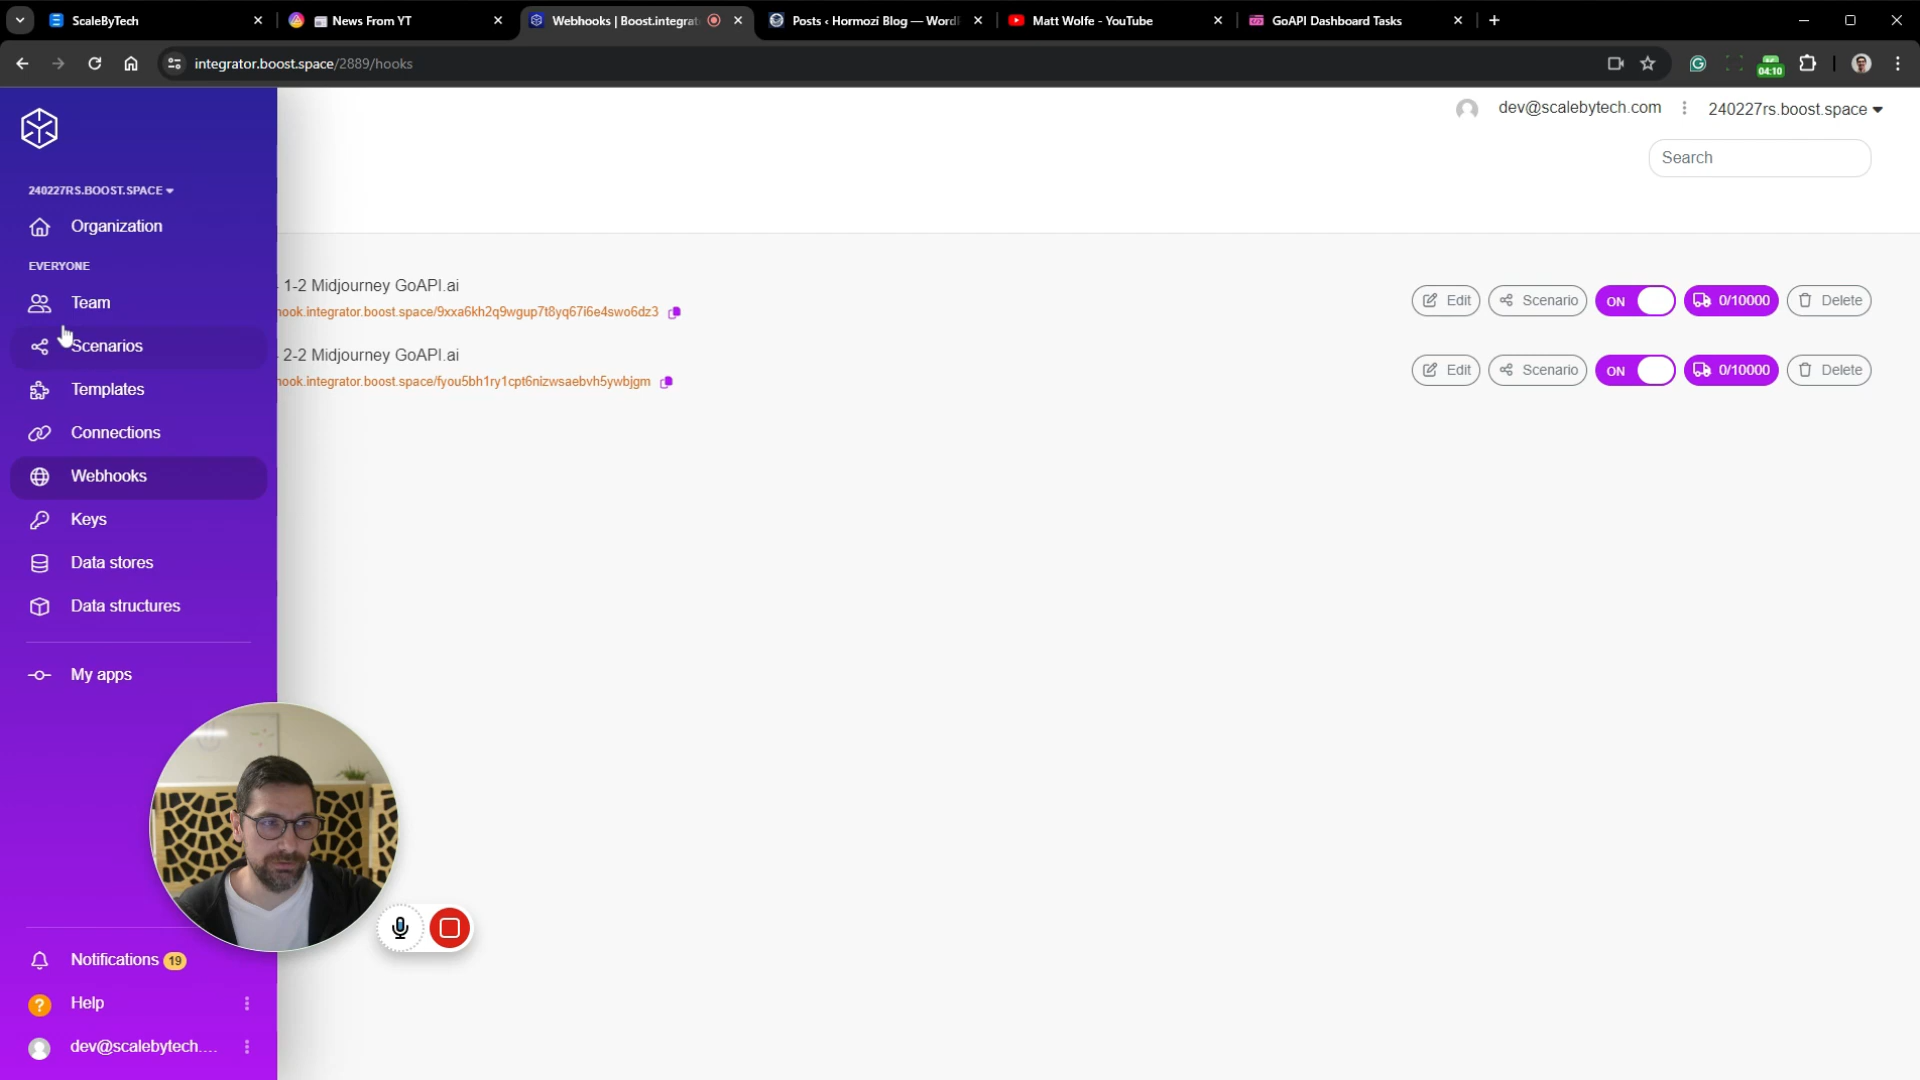 ScaleByTech
News From YT
Webhooks | Boost.integrat
Posts ‹ Hormozi Blog — Word
Matt Wolfe - YouTube
GoAPI Dashboard Tasks
integrator.boost.space/2889/hooks
04:10
dev@scalebytech.com
240227rs.boost.space
Search
240227RS.BOOST.SPACE
Organization
EVERYONE
Team
Scenarios
Templates
Connections
Webhooks
Keys
Data stores
Data structures
My apps
Notifications 19
? Help
dev@scalebytech....
1-2 Midjourney GoAPI.ai
hook.integrator.boost.space/9xxa6kh2q9wgup7t8yq67i6e4swo6dz3
Edit Scenario ON 0/10000 Delete
2-2 Midjourney GoAPI.ai
hook.integrator.boost.space/fyou5bh1ry1cpt6nizwsaebvh5ywbjgm
Edit Scenario ON 0/10000 Delete